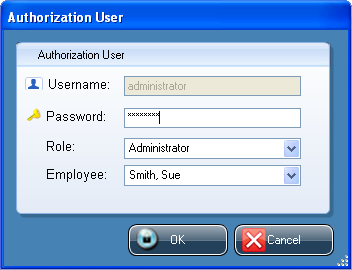 Authorization User
Authorization User
Username: administrator
Password: ********
Role: Administrator
Employee: Smith, Sue
OK Cancel